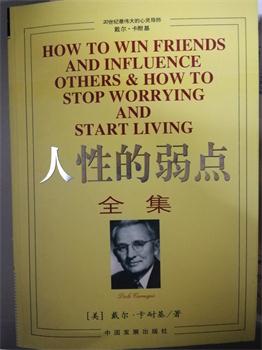 20世纪最伟大的心灵导师
戴尔·卡耐基
HOW TO WIN FRIENDS
AND INFLUENCE
OTHERS & HOW TO
STOP WORRYING
AND
START LIVING
人性的弱点
全集
Dale Carnegie
[美] 戴尔·卡耐基/著
中国发展出版社